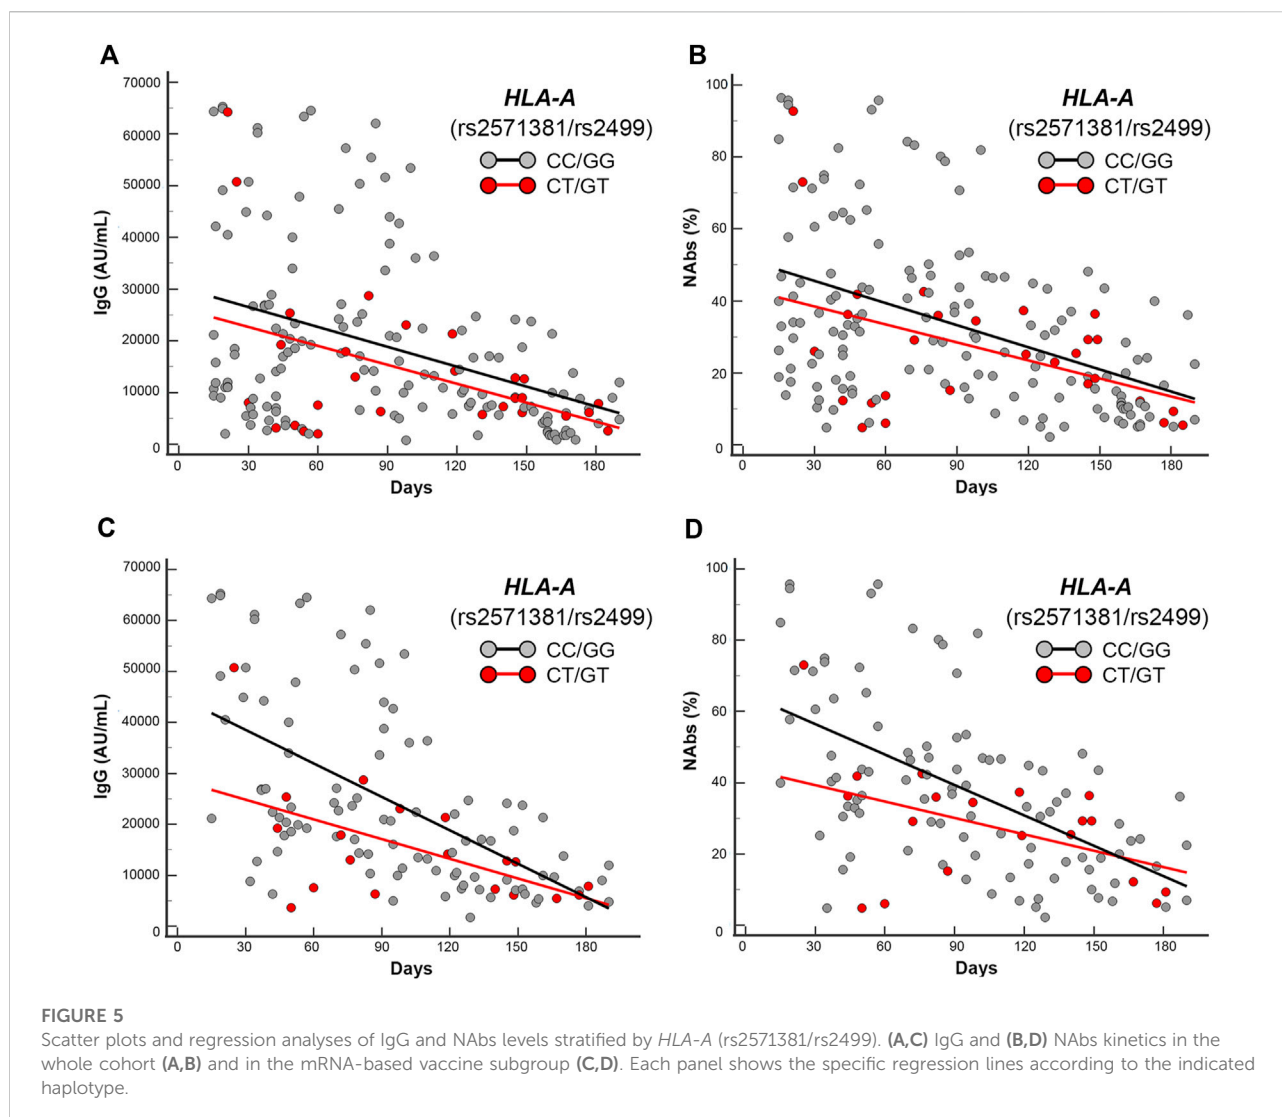 A
70000
60000
50000
40000
30000
20000
10000
0
IgG (AU/mL)
0 30 60 90 120 150 180
Days
HLA-A
(rs2571381/rs2499)
CC/GG
CT/GT
B
100
80
60
40
20
0
NAbs (%)
0 30 60 90 120 150 180
Days
HLA-A
(rs2571381/rs2499)
CC/GG
CT/GT
C
70000
60000
50000
40000
30000
20000
10000
0
IgG (AU/mL)
0 30 60 90 120 150 180
Days
HLA-A
(rs2571381/rs2499)
CC/GG
CT/GT
D
100
80
60
40
20
0
NAbs (%)
0 30 60 90 120 150 180
Days
HLA-A
(rs2571381/rs2499)
CC/GG
CT/GT
FIGURE 5
Scatter plots and regression analyses of IgG and NAbs levels stratified by HLA-A (rs2571381/rs2499). (A,C) IgG and (B,D) NAbs kinetics in the
whole cohort (A,B) and in the mRNA-based vaccine subgroup (C,D). Each panel shows the specific regression lines according to the indicated
haplotype.